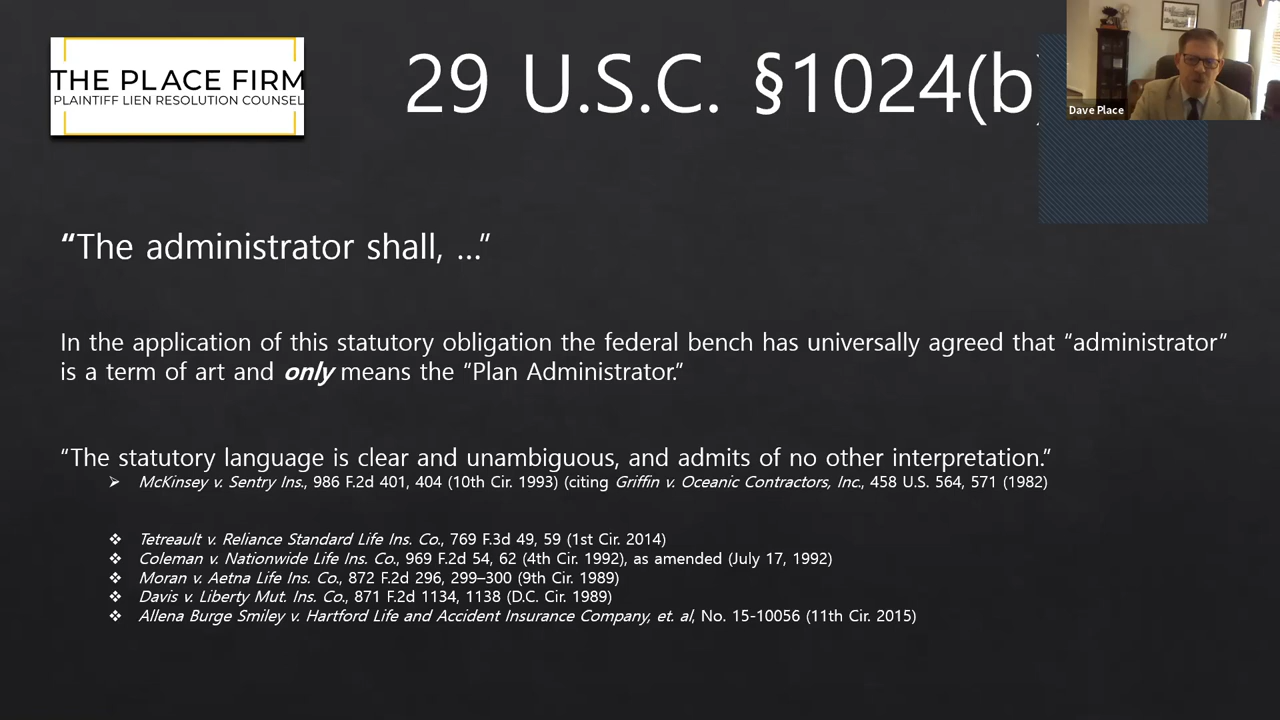 THE PLACE FIRM
PLAINTIFF LIEN RESOLUTION COUNSEL
29 U.S.C. §1024(b)
Dave Place
“The administrator shall, …”
In the application of this statutory obligation the federal bench has universally agreed that “administrator”
is a term of art and only means the “Plan Administrator.”
“The statutory language is clear and unambiguous, and admits of no other interpretation.”
➢ McKinsey v. Sentry Ins., 986 F.2d 401, 404 (10th Cir. 1993) (citing Griffin v. Oceanic Contractors, Inc., 458 U.S. 564, 571 (1982)
❖ Tetreault v. Reliance Standard Life Ins. Co., 769 F.3d 49, 59 (1st Cir. 2014)
❖ Coleman v. Nationwide Life Ins. Co., 969 F.2d 54, 62 (4th Cir. 1992), as amended (July 17, 1992)
❖ Moran v. Aetna Life Ins. Co., 872 F.2d 296, 299–300 (9th Cir. 1989)
❖ Davis v. Liberty Mut. Ins. Co., 871 F.2d 1134, 1138 (D.C. Cir. 1989)
❖ Allena Burge Smiley v. Hartford Life and Accident Insurance Company, et. al, No. 15-10056 (11th Cir. 2015)